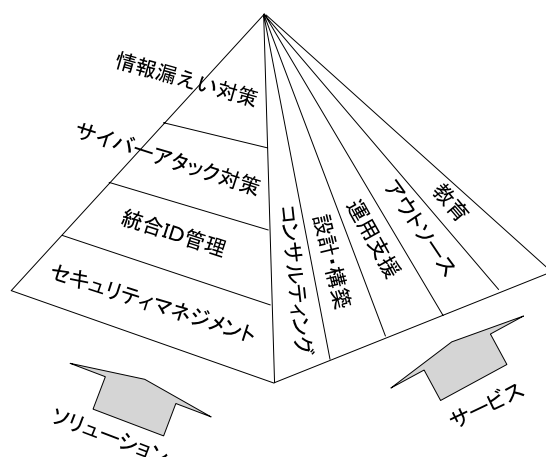 情報漏えい対策
サイバーアタック対策
統合ID管理
セキュリティマネジメント
コンサルティング
設計・構築
運用支援
アウトソース
教育
ソリューション
サービス